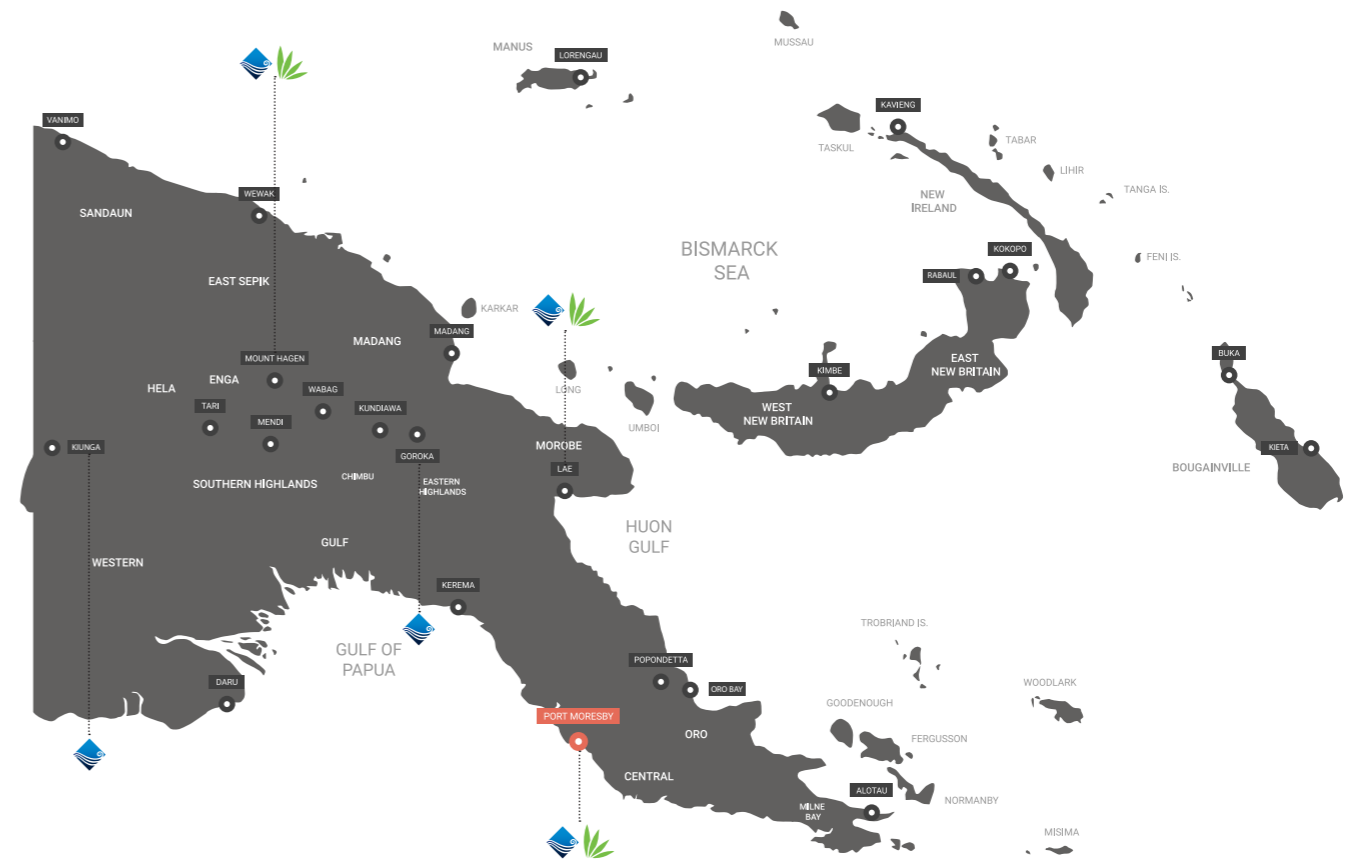 MUSSAU
MANUS
LORENGAU
KAVIENG
VANIMO
TASKUL
TABAR
LIHIR
TANGA IS.
WEWAK
NEW
IRELAND
SANDAUN
BISMARCK
SEA
KOKOPO
FENI IS.
RABAUL
EAST SEPIK
KARKAR
MADANG
MADANG
MOUNT HAGEN
BUKA
EAST
NEW BRITAIN
KIMBE
ENGA
HELA
WABAG
LONG
TARI
KUNDIAWA
MENDI
WEST
NEW BRITAIN
UMBOI
KIUNGA
MOROBE
KIETA
GOROKA
LAE
BOUGAINVILLE
CHIMBU
SOUTHERN HIGHLANDS
EASTERN
HIGHLANDS
HUON
GULF
GULF
WESTERN
KEREMA
TROBRIAND IS.
GULF OF
PAPUA
POPONDETTA
DARU
ORO BAY
WOODLARK
GOODENOUGH
PORT MORESBY
ORO
FERGUSSON
CENTRAL
ALOTAU
NORMANBY
MILNE
BAY
MISIMA